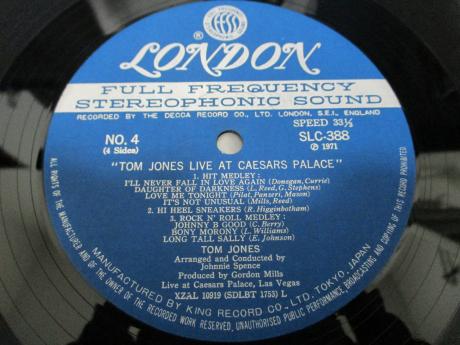 ® LONDON
FULL FREQUENCY
STEREOPHONIC SOUND
RECORDED BY THE DECCA RECORD CO., LTD. LONDON, S.E.I., ENGLAND
SPEED 33⅓
NO. 4
(4 Sides)
SLC-388
℗ 1971
"TOM JONES LIVE AT CAESARS PALACE"
1. HIT MEDLEY:
I'LL NEVER FALL IN LOVE AGAIN (Donegan, Currie)
DAUGHTER OF DARKNESS (L. Reed, G. Stephens)
LOVE ME TONIGHT (Pilat, Panzeri, Mason)
IT'S NOT UNUSUAL (Mills, Reed)
2. HI HEEL SNEAKERS (R. Higginbotham)
3. ROCK N' ROLL MEDLEY:
JOHNNY B GOOD (C. Berry)
BONY MORONY (L. Williams)
LONG TALL SALLY (E. Johnson)
TOM JONES
Arranged and Conducted by
Johnnie Spence
Produced by Gordon Mills
Live at Caesars Palace, Las Vegas
XZAL 10919 (SDLBT 1753) L
MANUFACTURED BY KING RECORD CO., LTD. TOKYO, JAPAN
ALL RIGHTS OF THE MANUFACTURER AND OF THE OWNER OF THE RECORDED WORK RESERVED, UNAUTHORISED PUBLIC PERFORMANCE, BROADCASTING AND COPYING OF THIS RECORD PROHIBITED